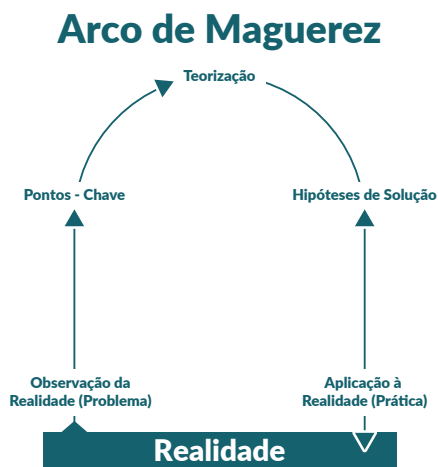 Arco de Maguerez
Teorização
Pontos - Chave
Hipóteses de Solução
Observação da
Realidade (Problema)
Aplicação à
Realidade (Prática)
Realidade